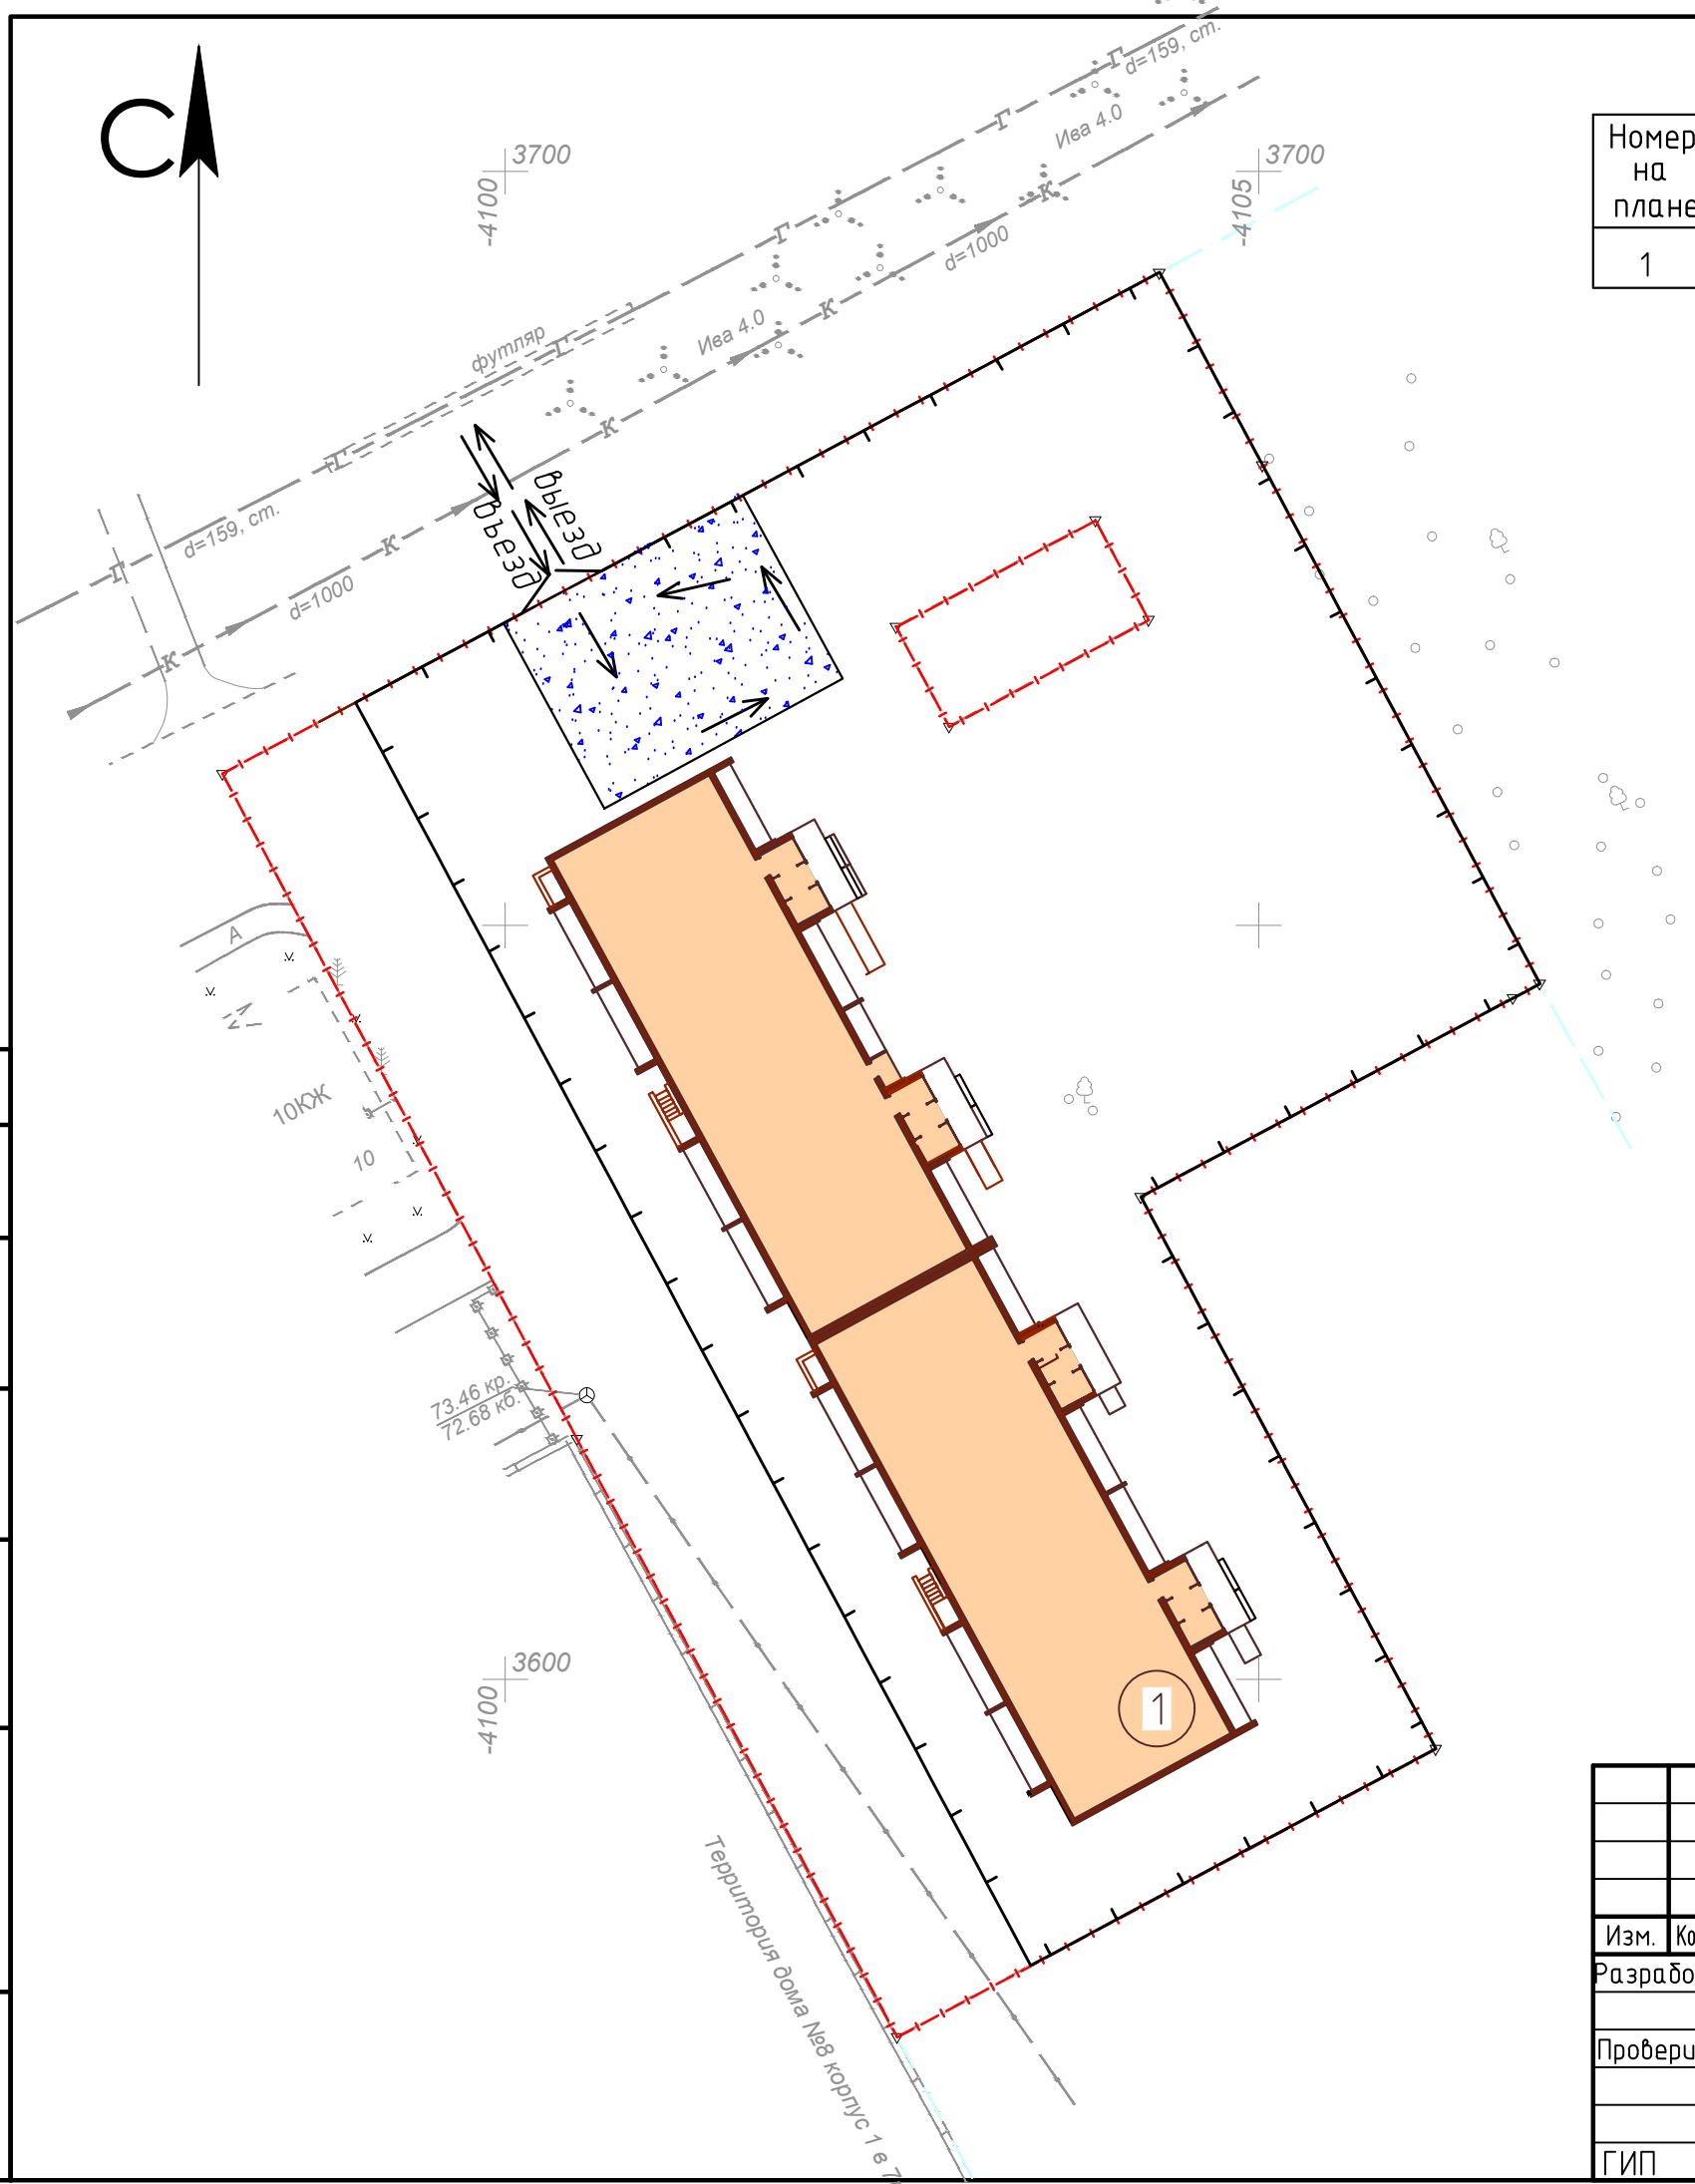 С
d=159, ст.
Г
Г
Ива 4.0
3700
-4100
3700
-4105
К
Г
d=1000
Номер
на
плане
1
К
Ива 4.0
футляр
Г
К
Г
въезд
выезд
d=159, ст.
К
Г
d=1000
К
А
10КЖ
10
73.46 кр.
72.68 кб.
3600
-4100
1
Территория дома №8 корпус 1 в 7
Изм.
Ко
Разрабо
Провери
ГИП